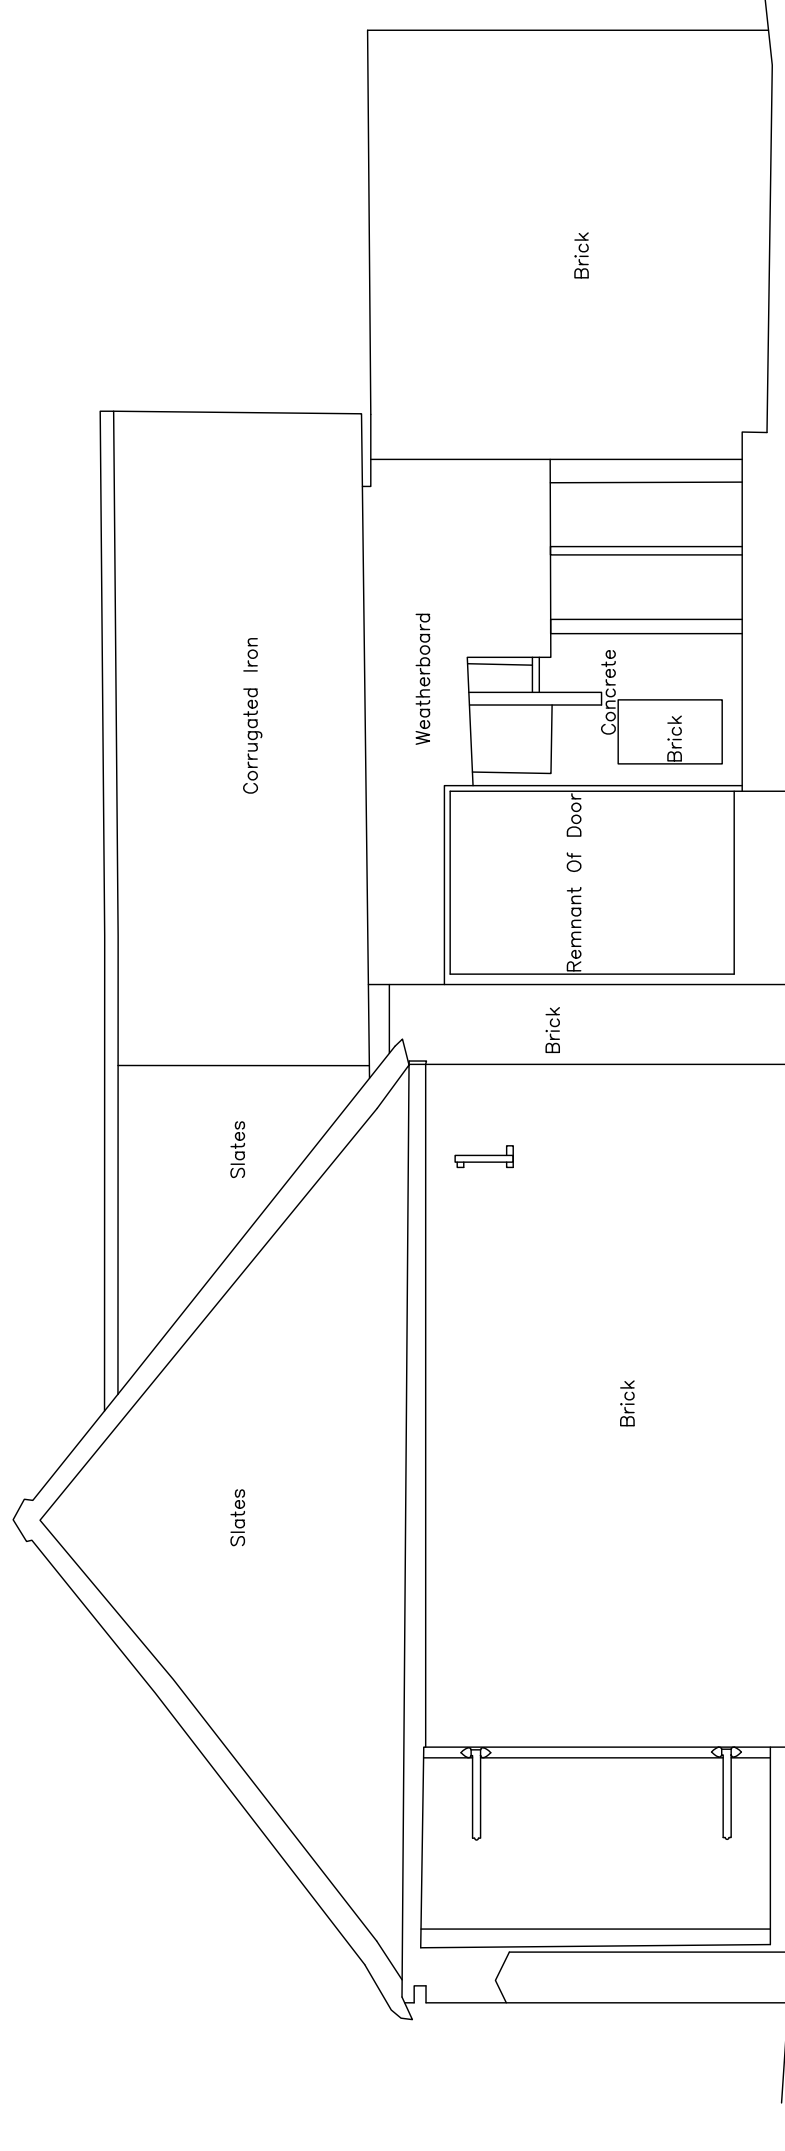 Slates
Slates
Corrugated Iron
Weatherboard
Brick
Brick
Remnant Of Door
Concrete
Brick
Brick